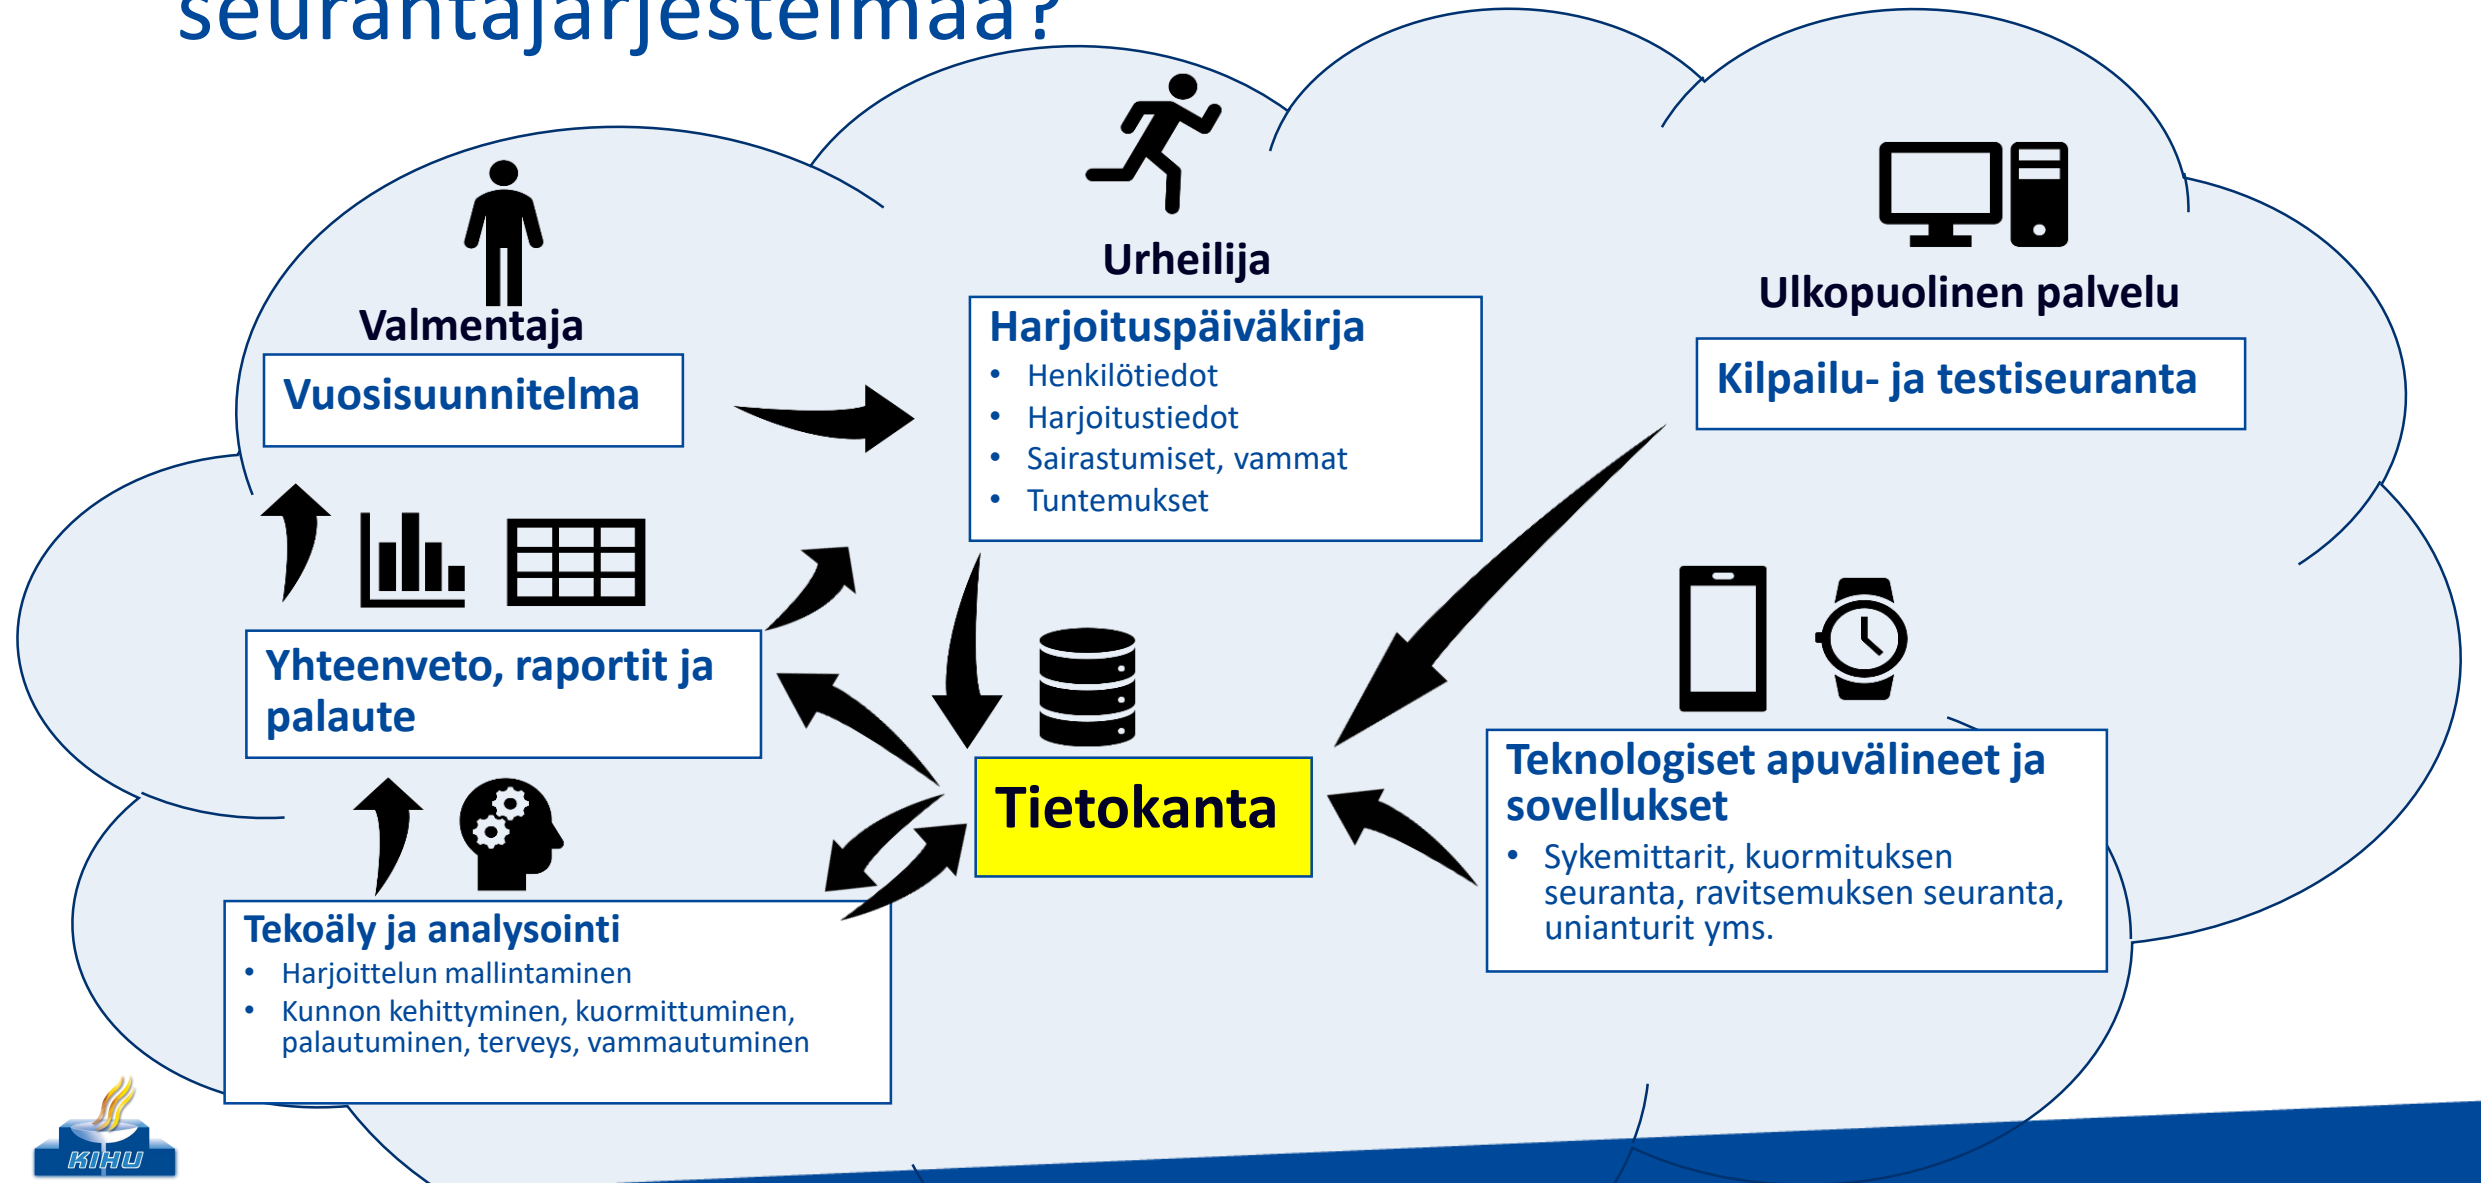 seurantajärjestelmää?
Valmentaja
Vuosisuunnitelma
Urheilija
Harjoituspäiväkirja
• Henkilötiedot
• Harjoitustiedot
• Sairastumiset, vammat
• Tuntemukset
Ulkopuolinen palvelu
Kilpailu- ja testiseuranta
Yhteenveto, raportit ja
palaute
Tietokanta
Teknologiset apuvälineet ja
sovellukset
• Sykemittarit, kuormituksen
seuranta, ravitsemuksen seuranta,
unianturit yms.
Tekoäly ja analysointi
• Harjoittelun mallintaminen
• Kunnon kehittyminen, kuormittuminen,
palautuminen, terveys, vammautuminen
KIHU